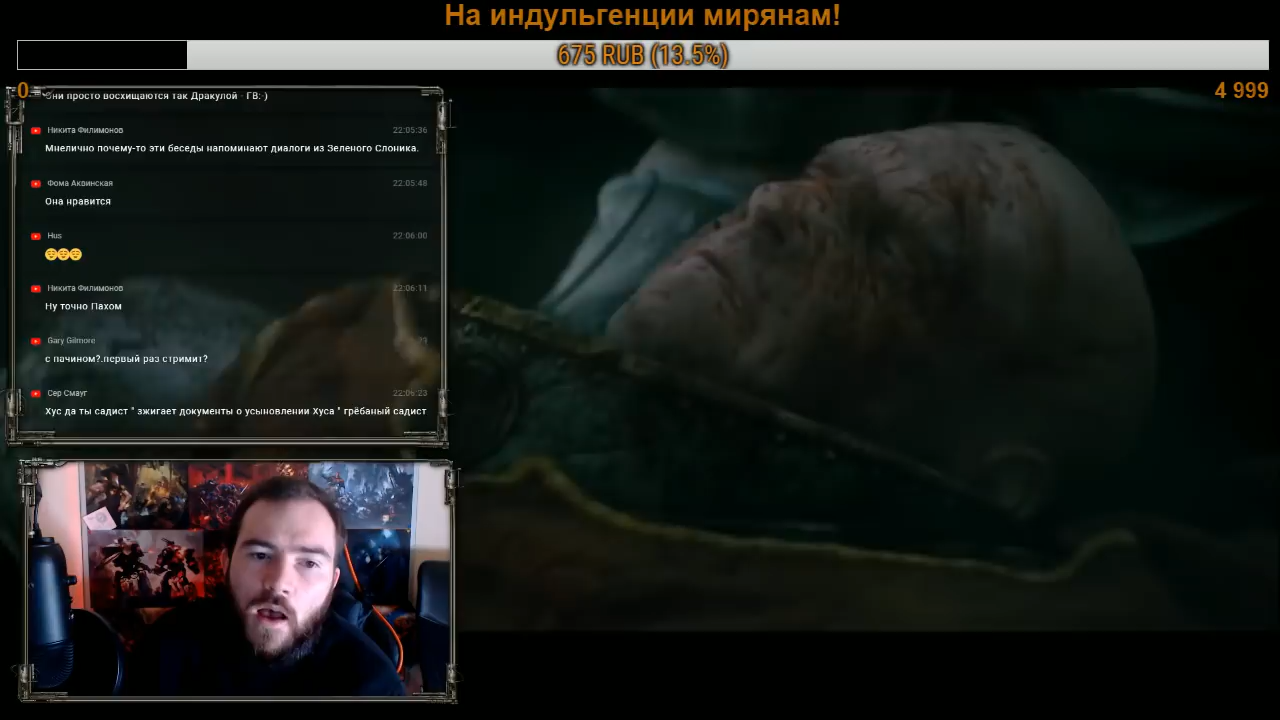 На индульгенции мирянам!
675 RUB (13.5%)
0
4 999
Они просто восхищаются так Дракулой - ГВ:-)
Никита Филимонов 22:05:36
Мнелично почему-то эти беседы напоминают диалоги из Зеленого Слоника.
Фома Аквинская 22:05:48
Она нравится
Hus 22:06:00
😌😌😌
Никита Филимонов 22:06:11
Ну точно Пахом
Gary Gilmore
с пачином?.первый раз стримит?
Сер Смауг 22:06:23
Хус да ты садист " зжигает документы о усыновлении Хуса " грёбаный садист